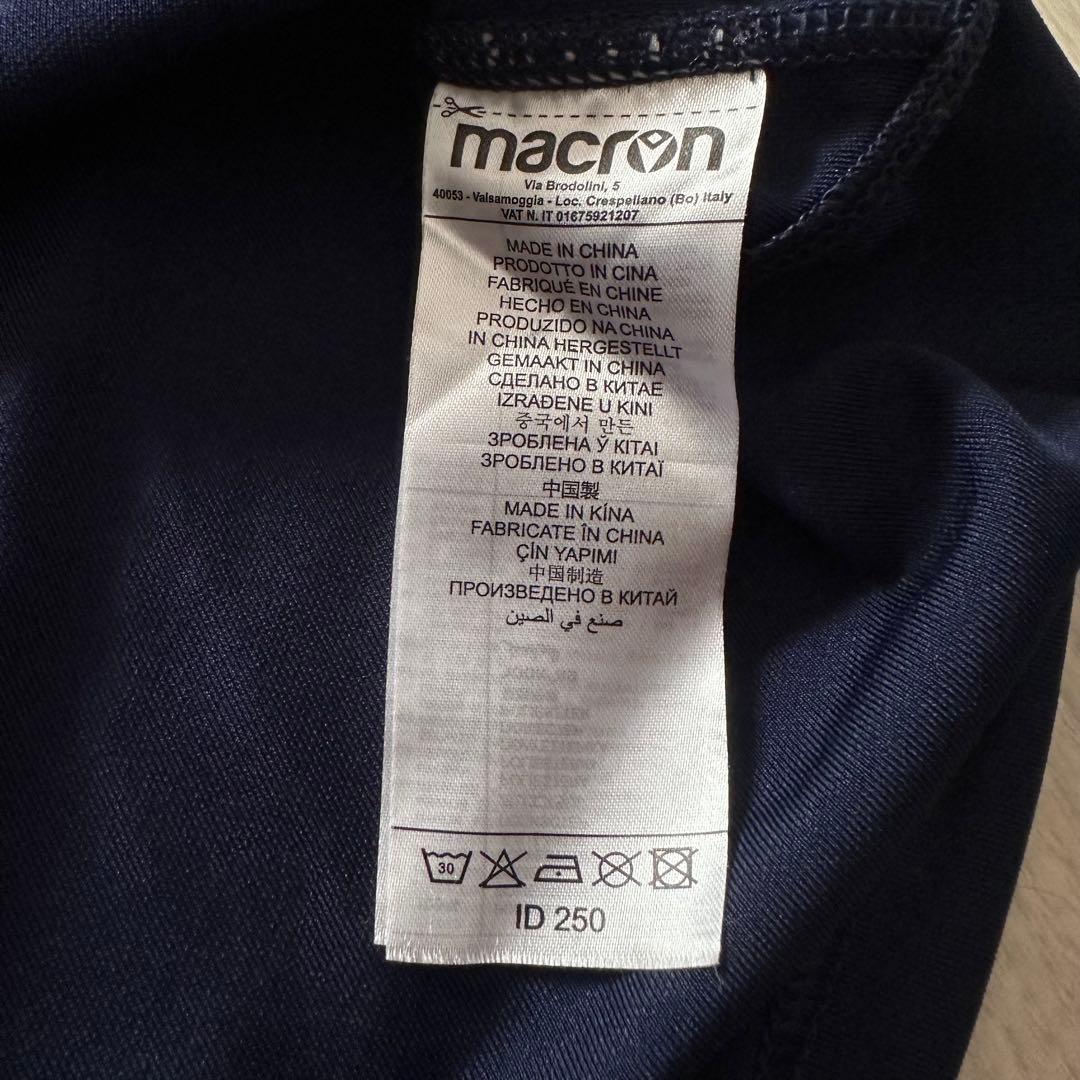 macron
Via Brodolini, 5
40053 - Valsamoggia - Loc. Crespellano (Bo) Italy
VAT N. IT 01675921207
MADE IN CHINA
PRODOTTO IN CINA
FABRIQUÉ EN CHINE
HECHO EN CHINA
PRODUZIDO NA CHINA
IN CHINA HERGESTELLT
GEMAAKT IN CHINA
СДЕЛАНО В КИТАЕ
IZRAĐENE U KINI
중국에서 만든
ЗРОБЛЕНА Ў КІТАІ
ЗРОБЛЕНО В КИТАЇ
中国製
MADE IN KÍNA
FABRICATE ÎN CHINA
ÇİN YAPIMI
中国制造
ПРОИЗВЕДЕНО В КИТАЙ
صنع في الصين
30
ID 250